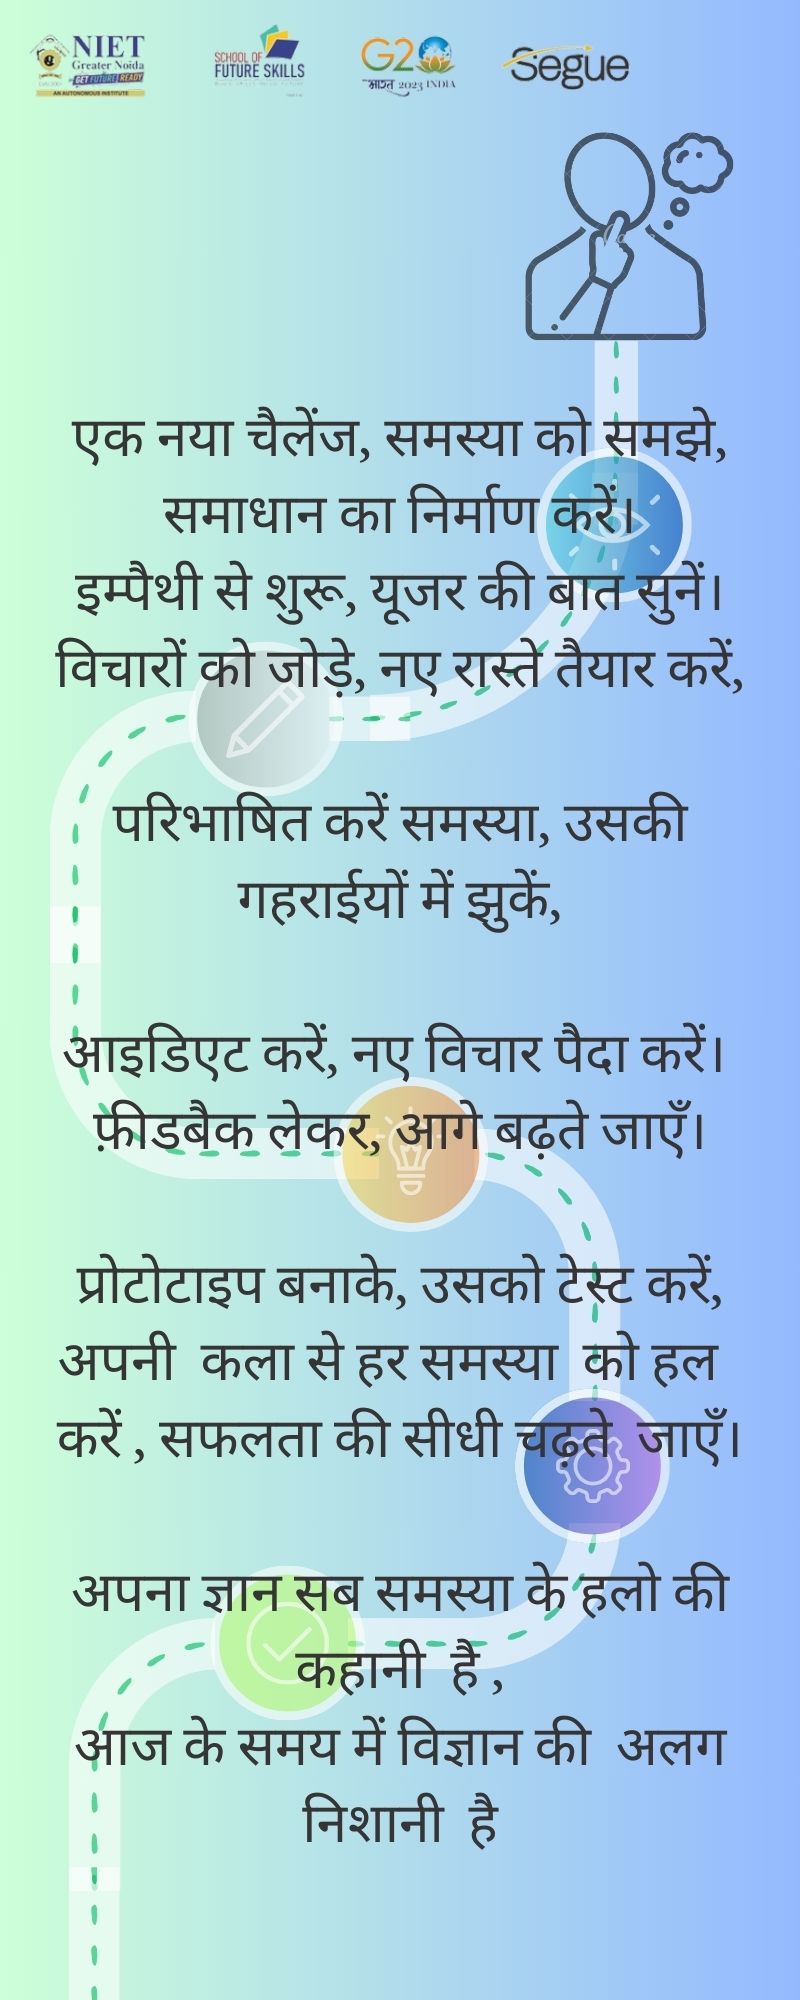 NIET
Greater Noida
GET FUTURE READY
AN AUTONOMOUS INSTITUTE
SCHOOL OF
FUTURE SKILLS
G20
भारत 2023 INDIA
Segue
एक नया चैलेंज, समस्या को समझे,
समाधान का निर्माण करें।
इम्पैथी से शुरू, यूजर की बात सुनें।
विचारों को जोड़े, नए रास्ते तैयार करें,
परिभाषित करें समस्या, उसकी
गहराईयों में झुकें,
आइडिएट करें, नए विचार पैदा करें।
फ़ीडबैक लेकर, आगे बढ़ते जाएँ।
प्रोटोटाइप बनाके, उसको टेस्ट करें,
अपनी कला से हर समस्या को हल
करें , सफलता की सीधी चढ़ते जाएँ।
अपना ज्ञान सब समस्या के हलो की
कहानी है ,
आज के समय में विज्ञान की अलग
निशानी है